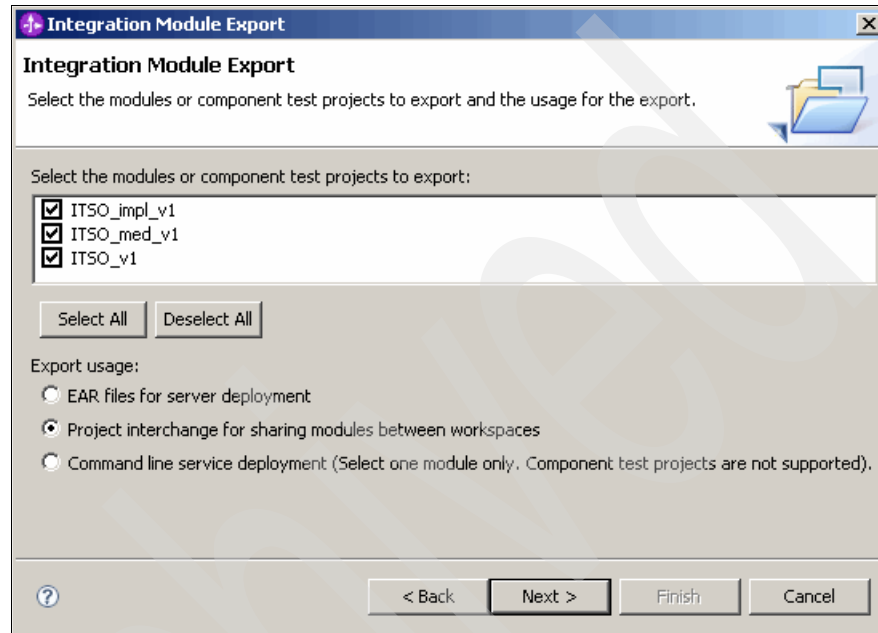 Integration Module Export
Integration Module Export
Select the modules or component test projects to export and the usage for the export.
Select the modules or component test projects to export:
ITSO_impl_v1
ITSO_med_v1
ITSO_v1
Select All Deselect All
Export usage:
EAR files for server deployment
Project interchange for sharing modules between workspaces
Command line service deployment (Select one module only. Component test projects are not supported).
? < Back Next > Finish Cancel